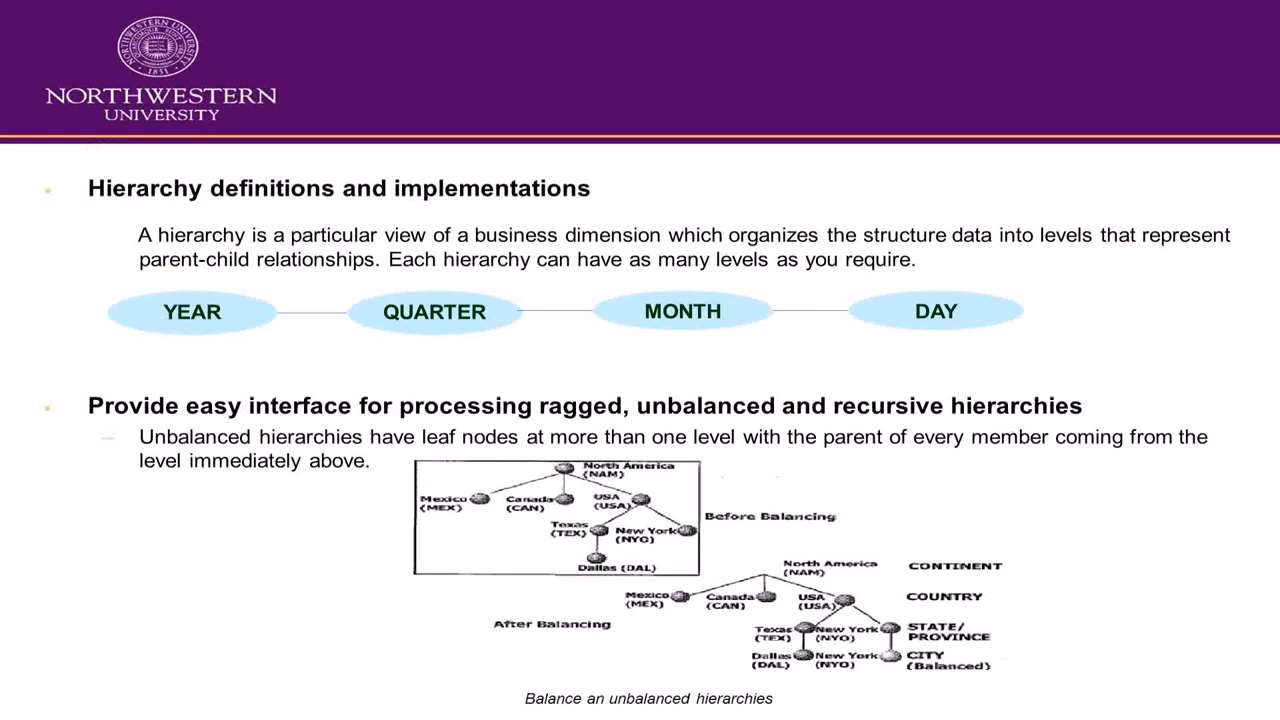 NORTHWESTERN
UNIVERSITY
Hierarchy definitions and implementations
A hierarchy is a particular view of a business dimension which organizes the structure data into levels that represent
parent-child relationships. Each hierarchy can have as many levels as you require.
YEAR QUARTER MONTH DAY
Provide easy interface for processing ragged, unbalanced and recursive hierarchies
Unbalanced hierarchies have leaf nodes at more than one level with the parent of every member coming from the
level immediately above.
North America
(NAM)
Mexico Canada USA
(MEX) (CAN) (USA)
Before Balancing
Texas New York
(TEX) (NYO)
Dallas (DAL)
North America CONTINENT
(NAM)
Mexico Canada USA COUNTRY
(MEX) (CAN) (USA)
After Balancing
Texas New York STATE/
(TEX) (NYO) PROVINCE
Dallas New York CITY
(DAL) (NYO) (Balanced)
Balance an unbalanced hierarchies